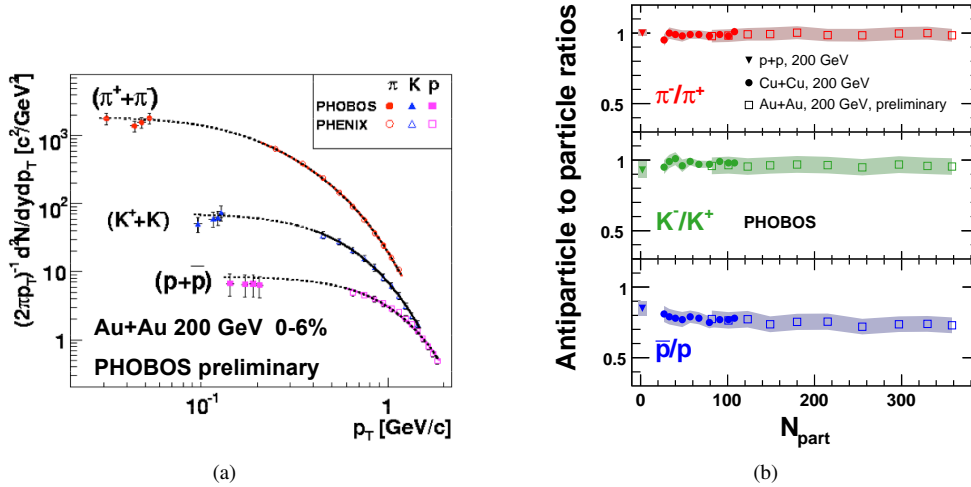 (2πp_T)⁻¹ d²N/dydp_T [c²/GeV²]
10³
10²
10
1
(π⁺+π⁻)
(K⁺+K⁻)
(p+p̅)
π K p
PHOBOS
PHENIX
Au+Au 200 GeV 0-6%
PHOBOS preliminary
10⁻¹
1
p_T [GeV/c]
(a)
Antiparticle to particle ratios
1
0.5
π⁻/π⁺
p+p, 200 GeV
Cu+Cu, 200 GeV
Au+Au, 200 GeV, preliminary
1
0.5
K⁻/K⁺
PHOBOS
1
0.5
p̅/p
0 100 200 300
N_part
(b)